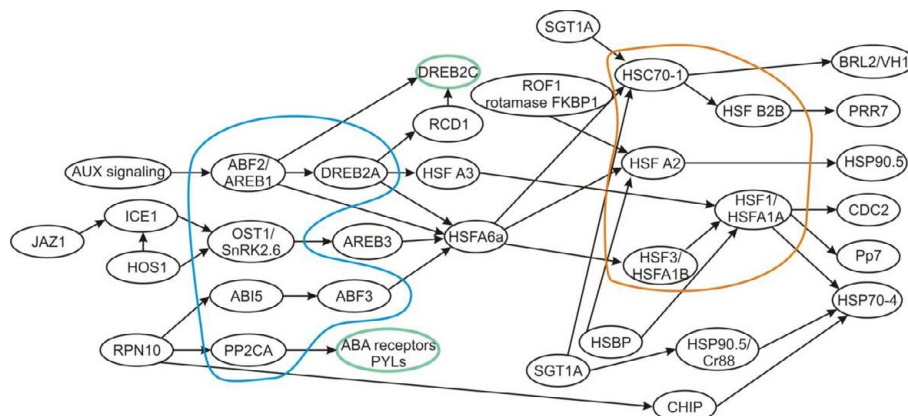 SGT1A
DREB2C
HSC70-1
BRL2/VH1
ROF1
rotamase FKBP1
RCD1
HSF B2B
PRR7
AUX signaling
ABF2/
AREB1
DREB2A
HSF A3
HSF A2
HSP90.5
JAZ1
ICE1
HOS1
OST1/
SnRK2.6
AREB3
HSFA6a
HSF1/
HSFA1A
CDC2
HSF3/
HSFA1B
Pp7
ABI5
ABF3
HSP70-4
RPN10
PP2CA
ABA receptors
PYLs
HSBP
SGT1A
HSP90.5/
Cr88
CHIP